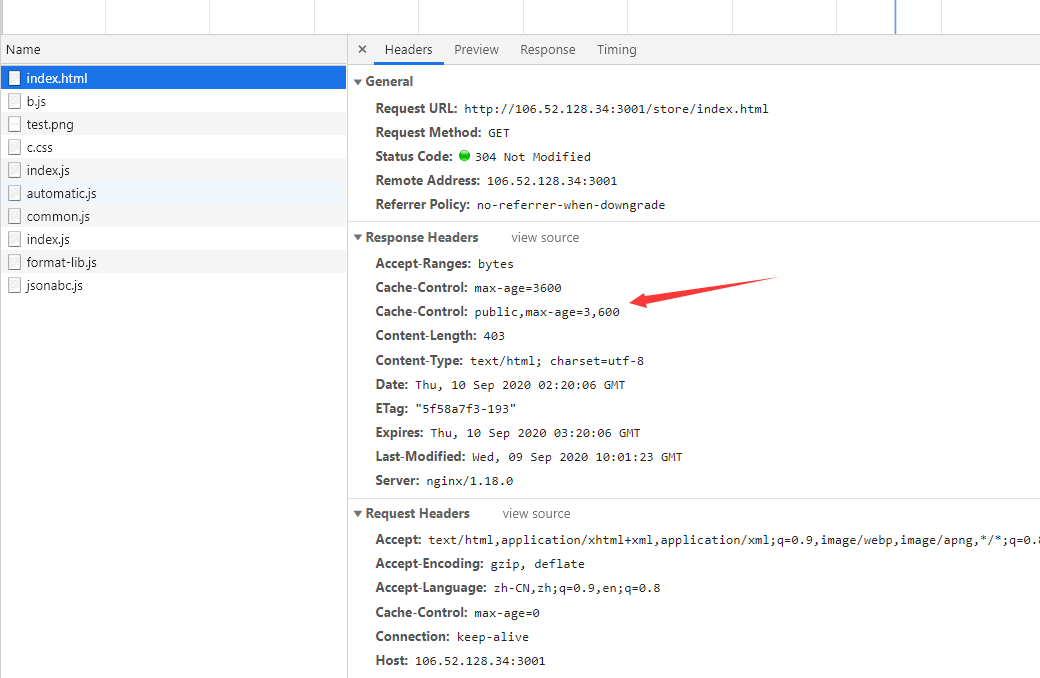 Name
index.html
b.js
test.png
c.css
index.js
automatic.js
common.js
index.js
format-lib.js
jsonabc.js
× Headers Preview Response Timing
▼ General
Request URL: http://106.52.128.34:3001/store/index.html
Request Method: GET
Status Code: 304 Not Modified
Remote Address: 106.52.128.34:3001
Referrer Policy: no-referrer-when-downgrade
▼ Response Headers view source
Accept-Ranges: bytes
Cache-Control: max-age=3600
Cache-Control: public,max-age=3,600
Content-Length: 403
Content-Type: text/html; charset=utf-8
Date: Thu, 10 Sep 2020 02:20:06 GMT
ETag: "5f58a7f3-193"
Expires: Thu, 10 Sep 2020 03:20:06 GMT
Last-Modified: Wed, 09 Sep 2020 10:01:23 GMT
Server: nginx/1.18.0
▼ Request Headers view source
Accept: text/html,application/xhtml+xml,application/xml;q=0.9,image/webp,image/apng,*/*;q=0.8
Accept-Encoding: gzip, deflate
Accept-Language: zh-CN,zh;q=0.9,en;q=0.8
Cache-Control: max-age=0
Connection: keep-alive
Host: 106.52.128.34:3001